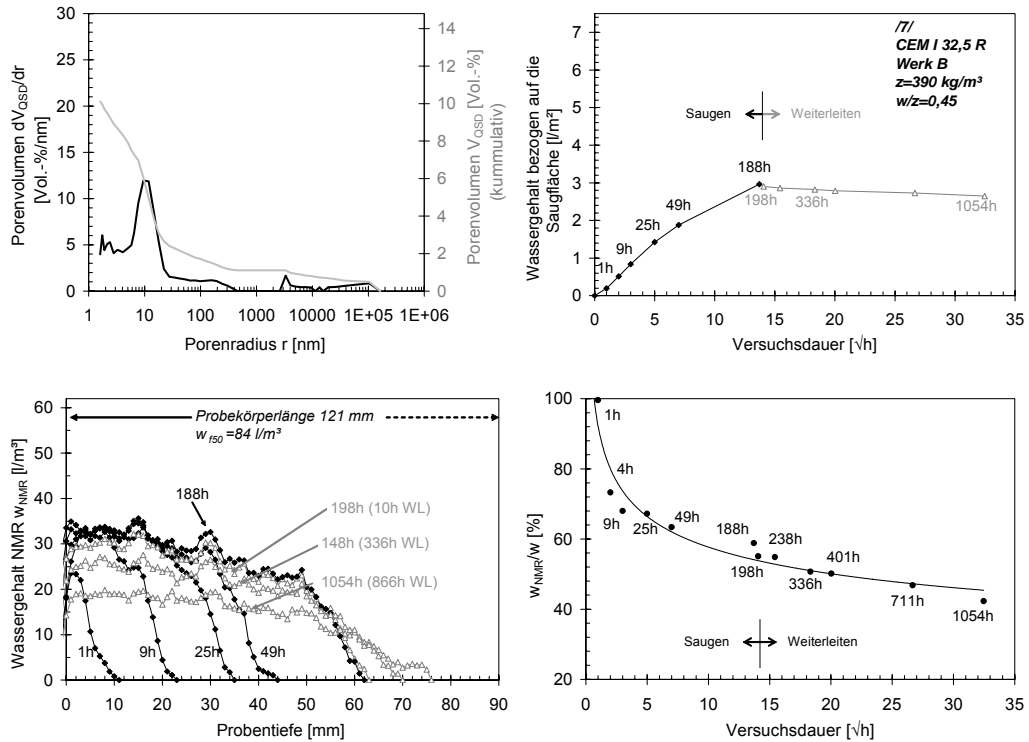 Porenvolumen dV_QSD/dr
[Vol.-%/nm]
30
25
20
15
10
5
0
14
12
10
8
6
4
2
0
Porenvolumen V_QSD [Vol.-%]
(kummulativ)
1
10
100
1000
10000
1E+05
1E+06
Porenradius r [nm]
Wassergehalt bezogen auf die
Saugfläche [l/m²]
7
6
5
4
3
2
1
0
/7/
CEM I 32,5 R
Werk B
z=390 kg/m³
w/z=0,45
Saugen
Weiterleiten
1h
9h
25h
49h
188h
198h
336h
1054h
0
5
10
15
20
25
30
35
Versuchsdauer [√h]
Wassergehalt NMR w_NMR [l/m³]
60
50
40
30
20
10
0
Probekörperlänge 121 mm
w_f50 =84 l/m³
188h
198h (10h WL)
148h (336h WL)
1054h (866h WL)
1h
9h
25h
49h
0
10
20
30
40
50
60
70
80
90
Probentiefe [mm]
w_NMR/w [%]
100
80
60
40
20
1h
4h
9h
25h
49h
188h
238h
198h
336h
401h
711h
1054h
Saugen
Weiterleiten
0
5
10
15
20
25
30
35
Versuchsdauer [√h]